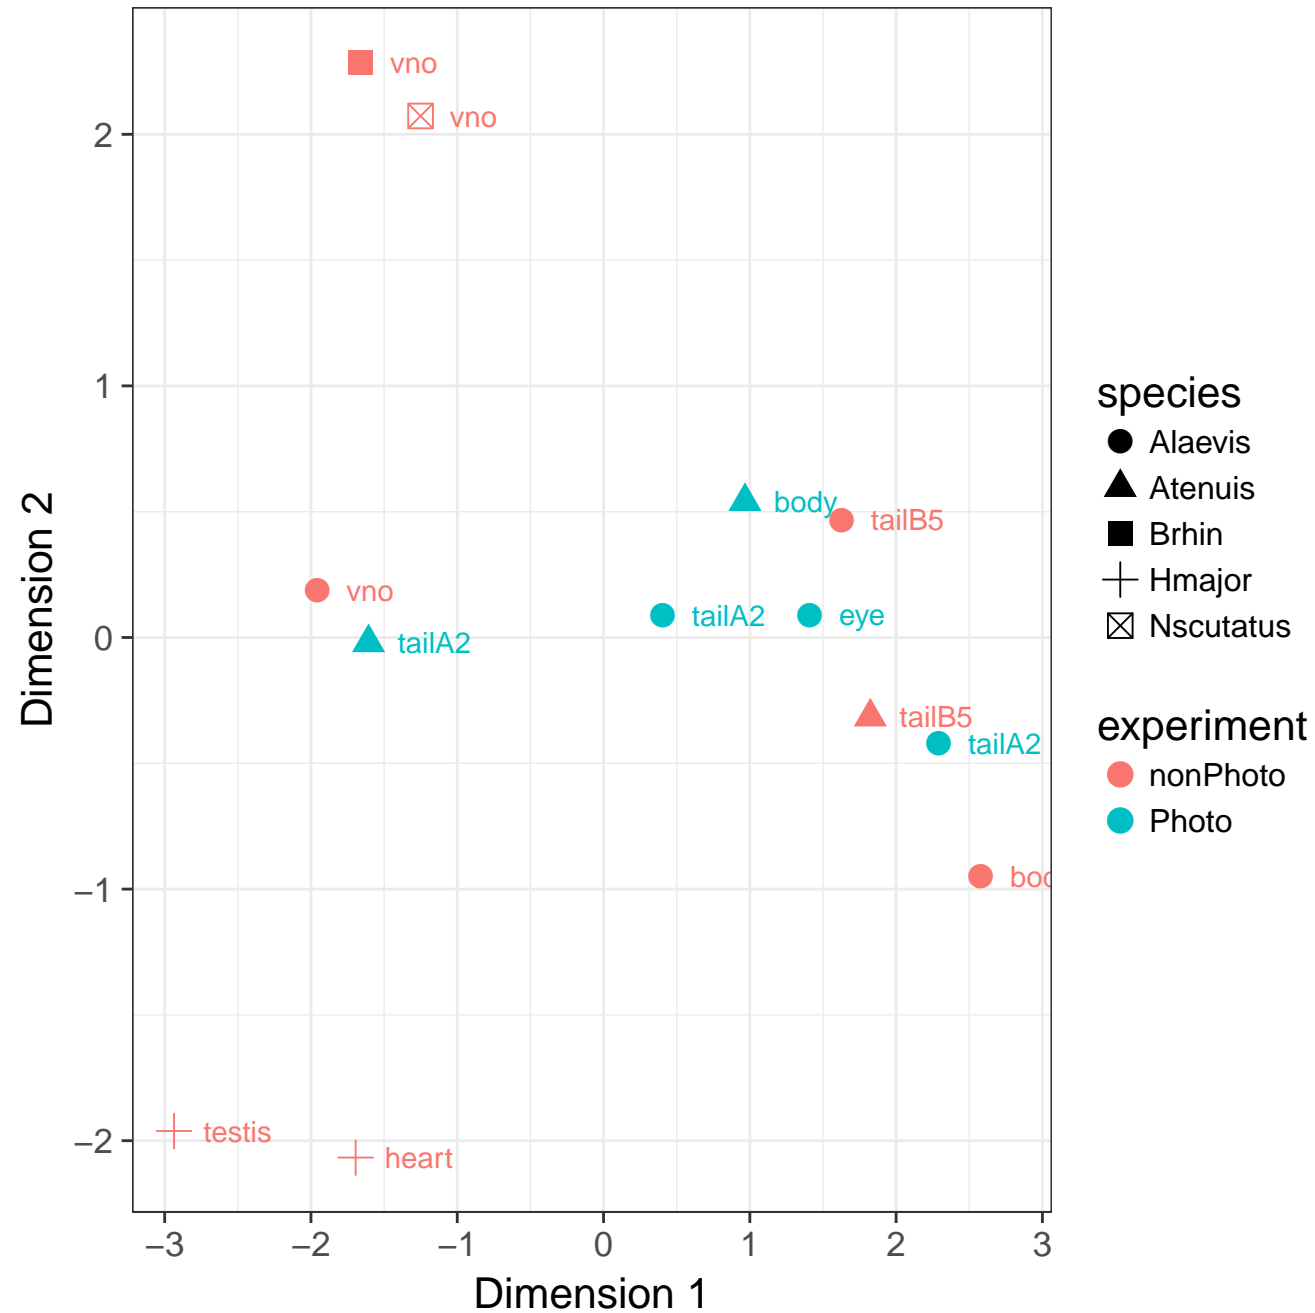 vno
vno
2
1
body
tailB5
vno
tailA2
eye
0
tailA2
tailB5
tailA2
−1
testis
heart
−2
−3
−2
−1
0
1
2
3
Dimension 1
Dimension 2
species
Alaevis
Atenuis
Brhin
Hmajor
Nscutatus
experiment
nonPhoto
Photo